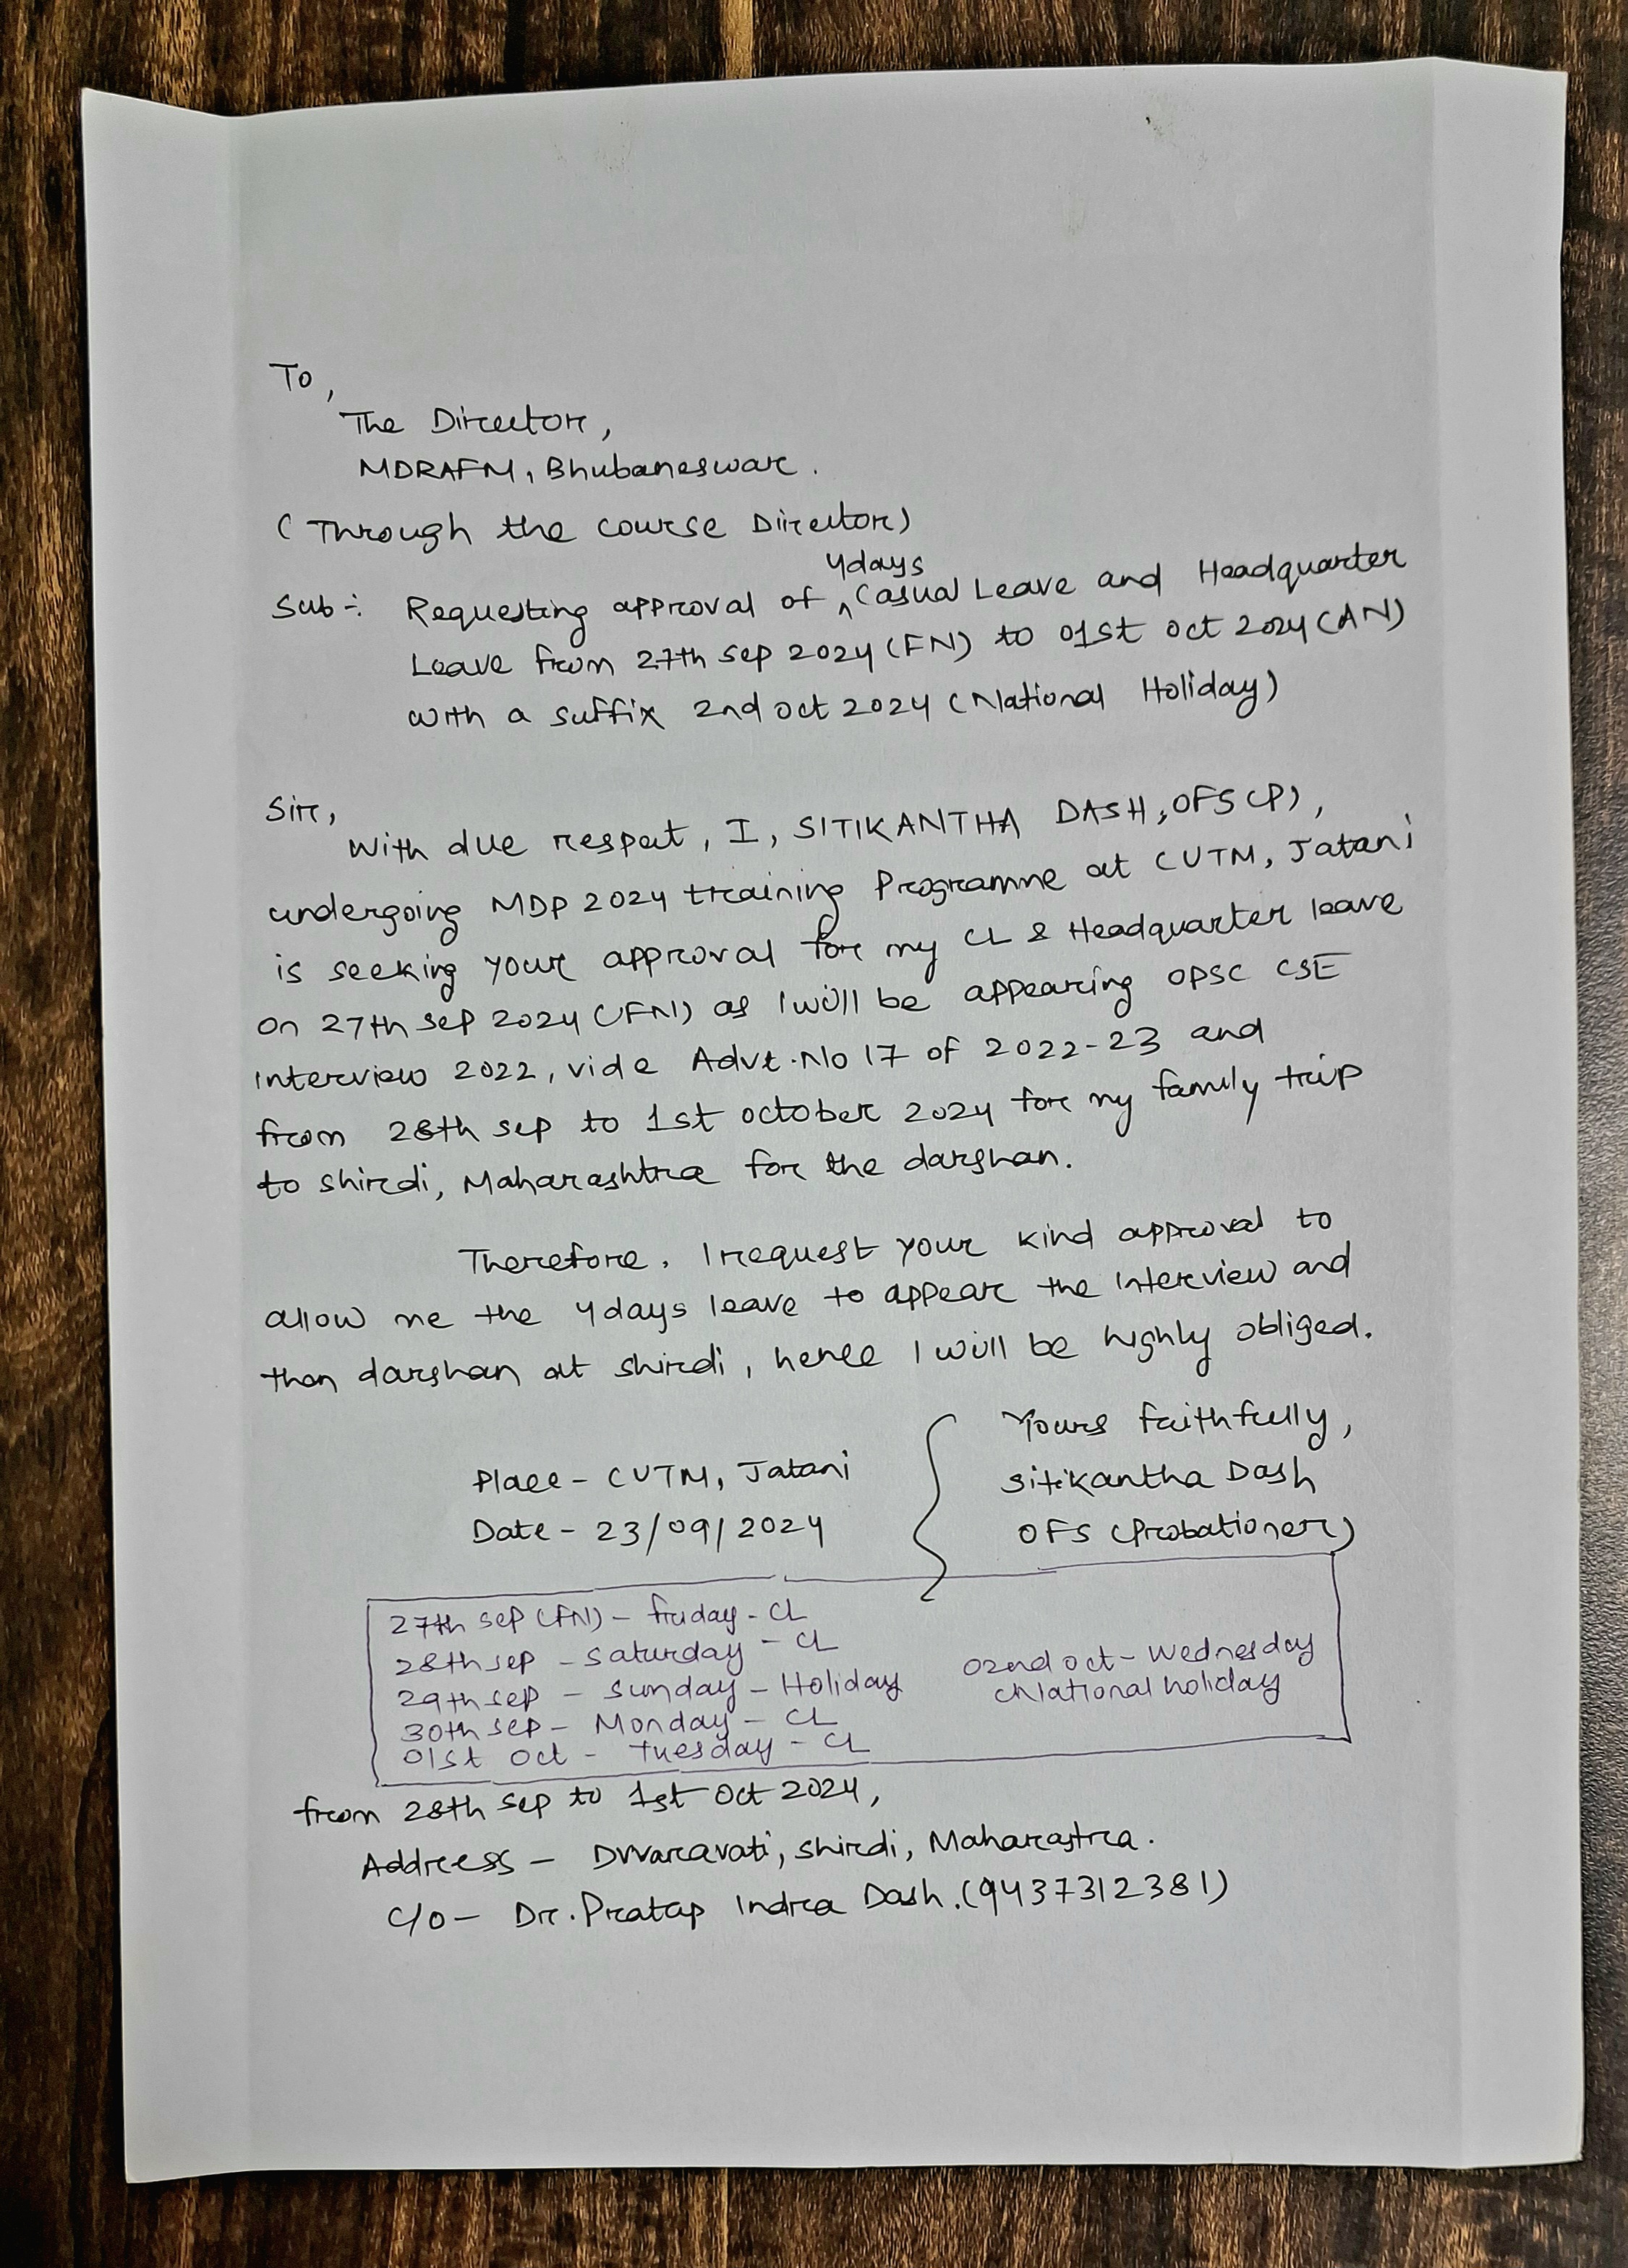 To,
The Director,
MDRAFM, Bhubaneswar.
(Through the course Director)
4days
Sub:- Requesting approval of ^ Casual Leave and Headquarter
Leave from 27th Sep 2024 (FN) to 01st Oct 2024 (AN)
with a suffix 2nd Oct 2024 (National Holiday)
Sir,
With due respect, I, SITIKANTHA DASH, OFS (P),
undergoing MDP 2024 training Programme at CUTM, Jatani
is seeking your approval for my CL & Headquarter leave
on 27th Sep 2024 (FN) as I will be appearing OPSC CSE
Interview 2022, vide Advt. No 17 of 2022-23 and
from 28th Sep to 1st October 2024 for my family trip
to Shirdi, Maharashtra for the darshan.
Therefore, I request your kind approval to
allow me the 4days leave to appear the Interview and
then darshan at Shirdi, hence I will be highly obliged.
Yours faithfully,
Place - CUTM, Jatani
Sitikantha Dash
Date - 23/09/2024
OFS (Probationer)
27th Sep (FN) - Friday - CL
28th Sep - Saturday - CL
29th Sep - Sunday - Holiday
30th Sep - Monday - CL
01st Oct - Tuesday - CL
02nd Oct - Wednesday
(National holiday
from 28th Sep to 1st Oct 2024,
Address - Dwaravati, Shirdi, Maharastra.
C/o - Dr. Pratap Indra Dash. (9437312381)